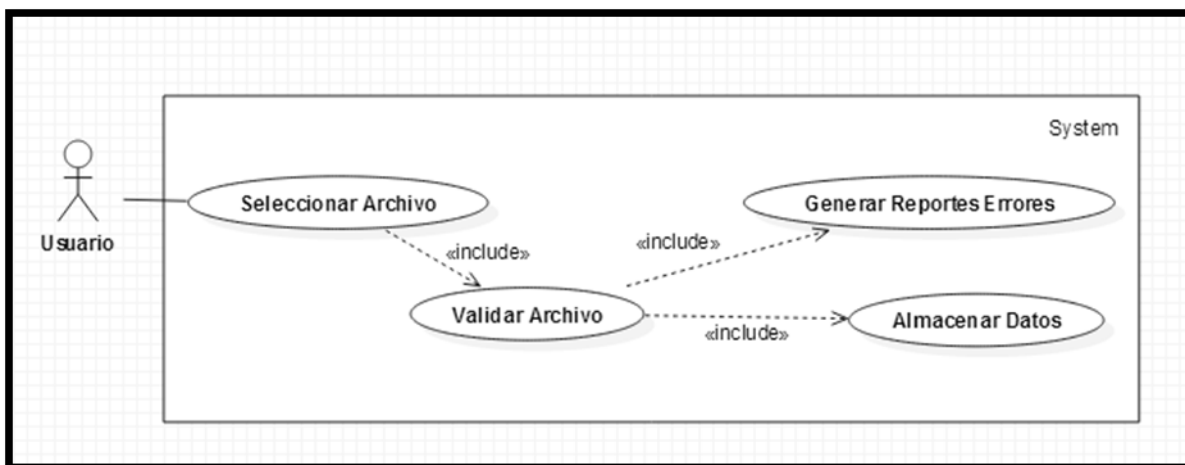 System
Seleccionar Archivo
Generar Reportes Errores
«include»
«include»
Usuario
Validar Archivo
Almacenar Datos
«include»